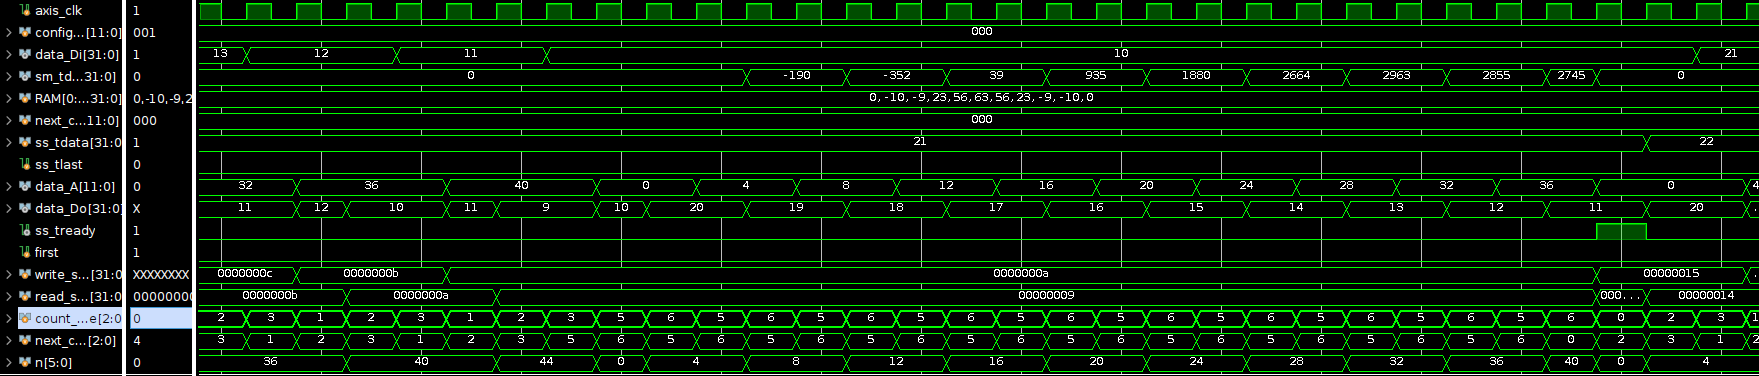 axis_clk 1
config...[11:0] 001 000
data_Di[31:0] 1 13 12 11 10 21
sm_td...31:0] 0 0 -190 -352 39 935 1880 2664 2963 2855 2745 0
RAM[0:...31:0] 0,-10,-9,2 0,-10,-9,23,56,63,56,23,-9,-10,0
next_c...11:0] 000 000
ss_tdata[31:0] 1 21 22
ss_tlast 0
data_A[11:0] 0 32 36 40 0 4 8 12 16 20 24 28 32 36 0 4
data_Do[31:0] X 11 12 10 11 9 10 20 19 18 17 16 15 14 13 12 11 20 .
ss_tready 1
first 1
write_s...[31:0 XXXXXXXX 0000000c 0000000b 0000000a 00000015 .
read_s...[31:0 00000000 0000000b 0000000a 00000009 000... 00000014
count_...e[2:0 0 2 3 1 2 3 1 2 3 5 6 5 6 5 6 5 6 5 6 5 6 5 6 5 6 5 6 5 6 0 2 3 1
next_c...[2:0] 4 3 1 2 3 1 2 3 5 6 5 6 5 6 5 6 5 6 5 6 5 6 5 6 5 6 5 6 0 2 3 1 2
n[5:0] 0 36 40 44 0 4 8 12 16 20 24 28 32 36 40 0 4